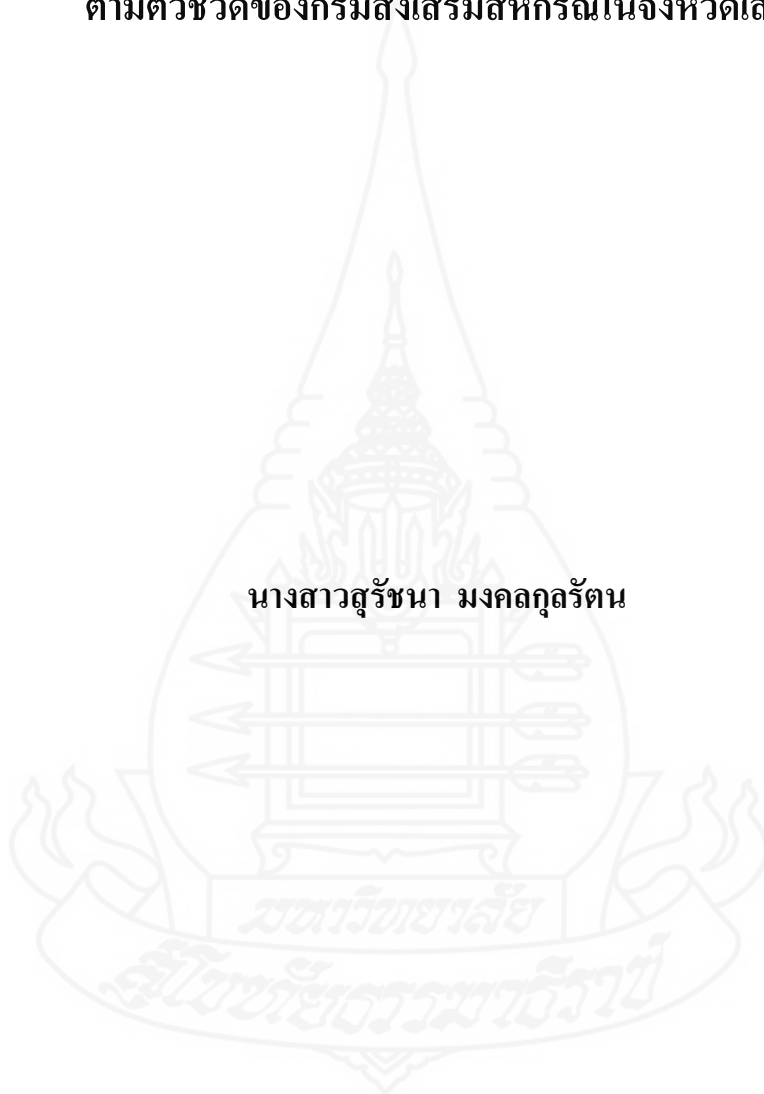 ตามตัวชี้วัดของกรมส่งเสริมสหกรณ์ในจังหวัด
นางสาวสุรัชนา มงคลกุลรัตน
มหาวิทยาลัย
สุโขทัยธรรมาธิราช